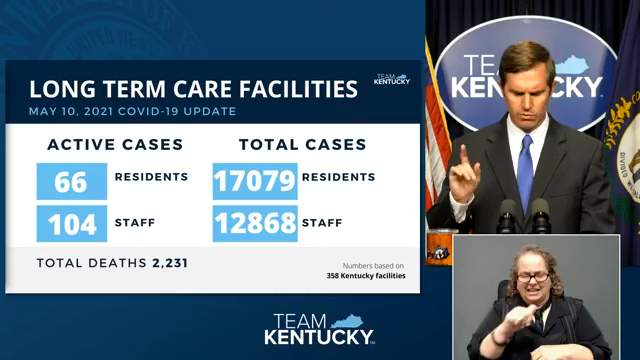 LONG TERM CARE FACILITIES
TEAM
KENTUCKY
MAY 10, 2021 COVID-19 UPDATE
ACTIVE CASES
66 RESIDENTS
104 STAFF
TOTAL CASES
17079 RESIDENTS
12868 STAFF
TOTAL DEATHS 2,231
Numbers based on
358 Kentucky facilities
TEAM
KENTUCKY
TEAM
KENTUCKY